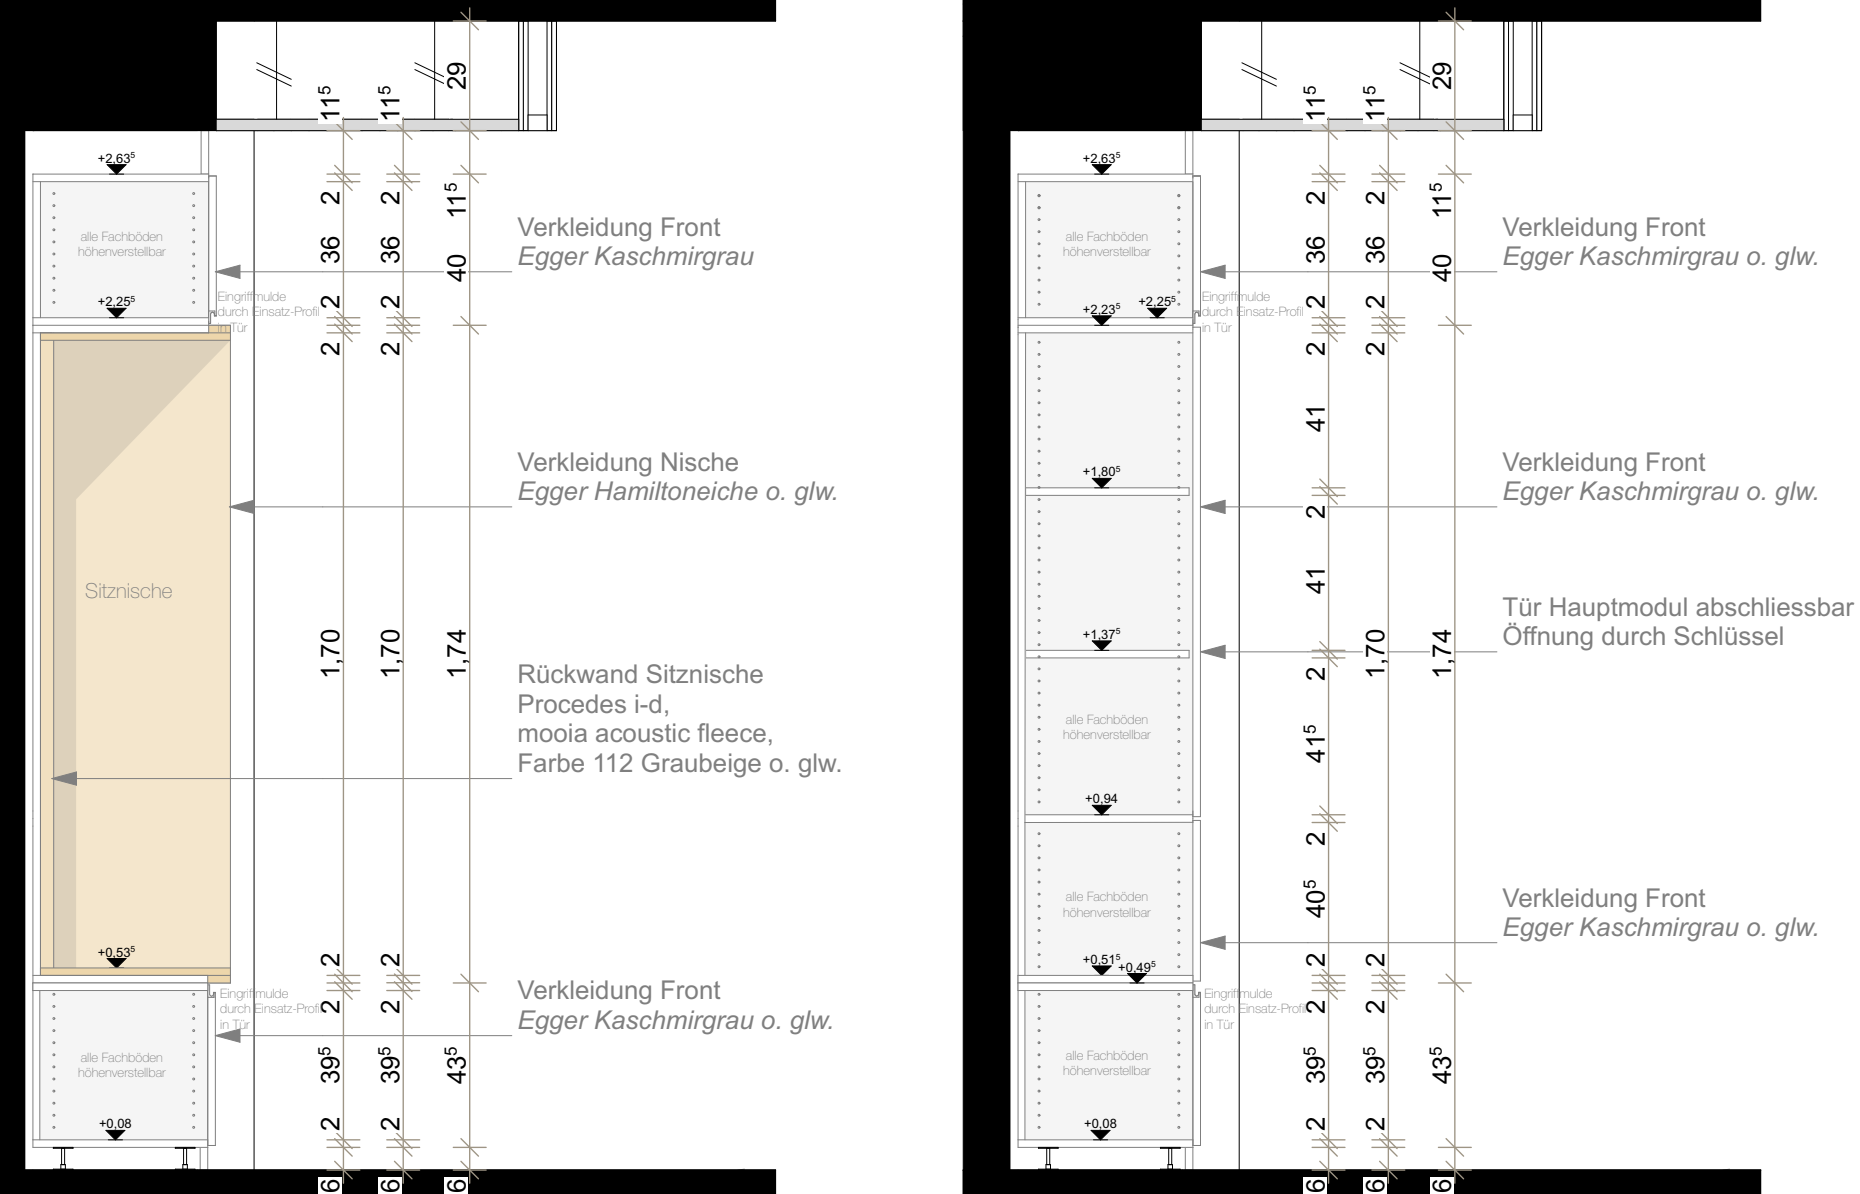 29
11⁵
11⁵
+2,63⁵
2
2
11⁵
alle Fachböden
höhenverstellbar
36
36
40
Verkleidung Front
Egger Kaschmirgrau
+2,25⁵
Eingriffmulde
durch Einsatz-Profil
in Tür
2
2
2
2
Verkleidung Nische
Egger Hamiltoneiche o. glw.
Sitznische
1,70
1,70
1,74
Rückwand Sitznische
Procedes i-d,
mooia acoustic fleece,
Farbe 112 Graubeige o. glw.
+0,53⁵
2
2
Eingriffmulde
durch Einsatz-Profil
in Tür
2
2
Verkleidung Front
Egger Kaschmirgrau o. glw.
alle Fachböden
höhenverstellbar
39⁵
39⁵
43⁵
+0,08
2
2
6
6
6
29
11⁵
11⁵
+2,63⁵
2
2
11⁵
alle Fachböden
höhenverstellbar
36
36
40
Verkleidung Front
Egger Kaschmirgrau o. glw.
+2,23⁵
+2,25⁵
Eingriffmulde
durch Einsatz-Profil
in Tür
2
2
2
2
41
+1,80⁵
2
Verkleidung Front
Egger Kaschmirgrau o. glw.
41
Tür Hauptmodul abschliessbar
Öffnung durch Schlüssel
+1,37⁵
2
1,70
1,74
alle Fachböden
höhenverstellbar
41⁵
+0,94
2
alle Fachböden
höhenverstellbar
40⁵
Verkleidung Front
Egger Kaschmirgrau o. glw.
+0,51⁵
+0,49⁵
2
2
Eingriffmulde
durch Einsatz-Profil
in Tür
2
2
alle Fachböden
höhenverstellbar
39⁵
39⁵
43⁵
+0,08
2
2
6
6
6